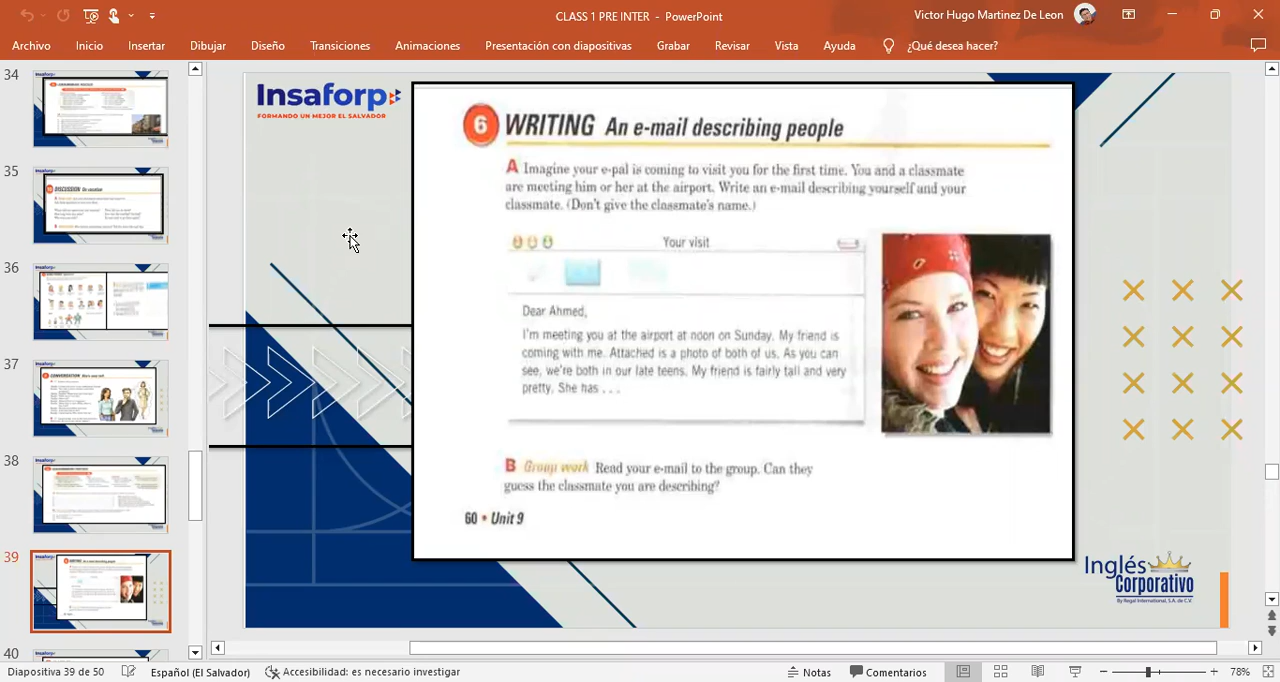 CLASS 1 PRE INTER - PowerPoint
Victor Hugo Martinez De Leon
Archivo Inicio Insertar Dibujar Diseño Transiciones Animaciones Presentación con diapositivas Grabar Revisar Vista Ayuda ¿Qué desea hacer?
34
35
36
37
38
39
40
Insaforp
FORMANDO UN MEJOR EL SALVADOR
6 WRITING An e-mail describing people
A Imagine your e-pal is coming to visit you for the first time. You and a classmate
are meeting him or her at the airport. Write an e-mail describing yourself and your
classmate. (Don't give the classmate's name.)
Your visit
Dear Ahmed,
I'm meeting you at the airport at noon on Sunday. My friend is
coming with me. Attached is a photo of both of us. As you can
see, we're both in our late teens. My friend is fairly tall and very
pretty. She has . . .
B Group work Read your e-mail to the group. Can they
guess the classmate you are describing?
60 • Unit 9
Inglés
Corporativo
By Regal International, S.A. de C.V.
Diapositiva 39 de 50 Español (El Salvador) Accesibilidad: es necesario investigar Notas Comentarios 78%